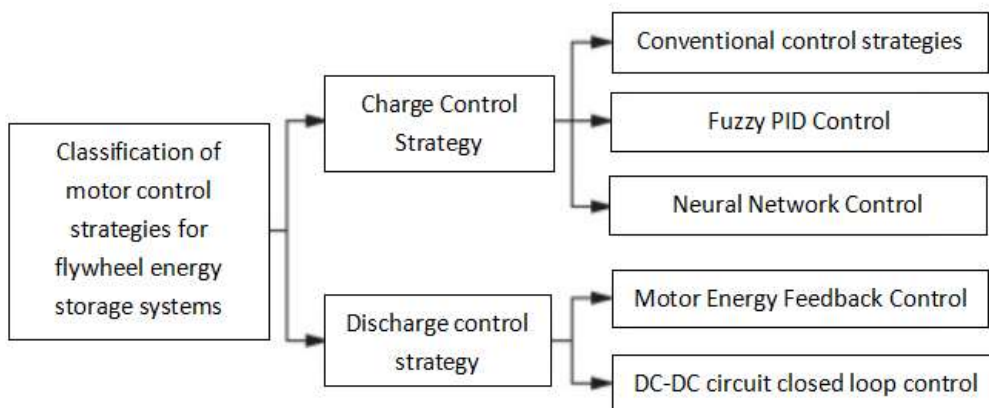 Classification of
motor control
strategies for
flywheel energy
storage systems
Charge Control
Strategy
Conventional control strategies
Fuzzy PID Control
Neural Network Control
Discharge control
strategy
Motor Energy Feedback Control
DC-DC circuit closed loop control